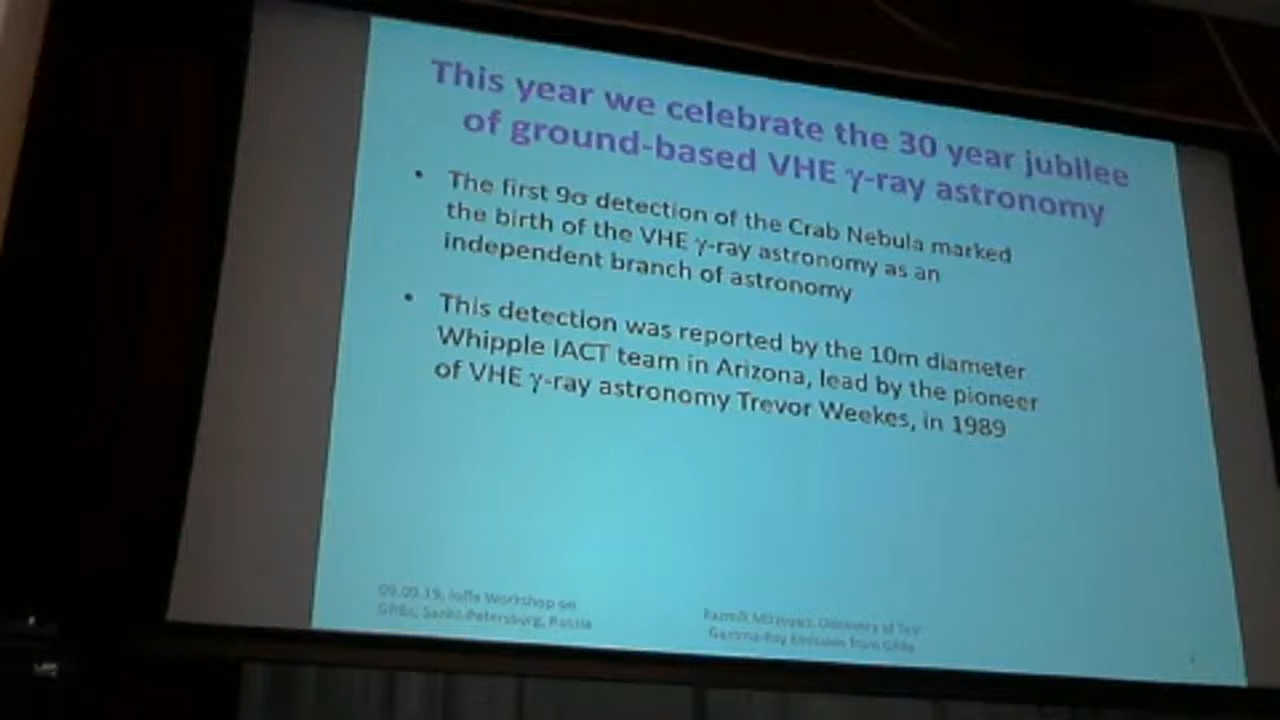 This year we celebrate the 30 year jubilee
of ground-based VHE γ-ray astronomy
• The first 9σ detection of the Crab Nebula marked
the birth of the VHE γ-ray astronomy as an
independent branch of astronomy
• This detection was reported by the 10m diameter
Whipple IACT team in Arizona, lead by the pioneer
of VHE γ-ray astronomy Trevor Weekes, in 1989
09.09.19, Ioffe Workshop on
GRBs, Sankt-Petersburg, Russia
Razmik Mirzoyan: Discovery of TeV
Gamma-Ray Emission from GRBs